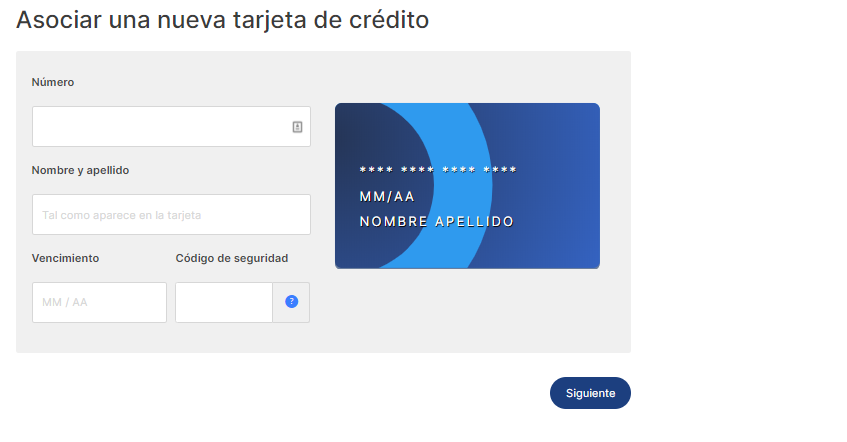 Asociar una nueva tarjeta de crédito
Número
Nombre y apellido
Tal como aparece en la tarjeta
Vencimiento
Código de seguridad
MM / AA
?
**** **** **** ****
MM/AA
NOMBRE APELLIDO
Siguiente